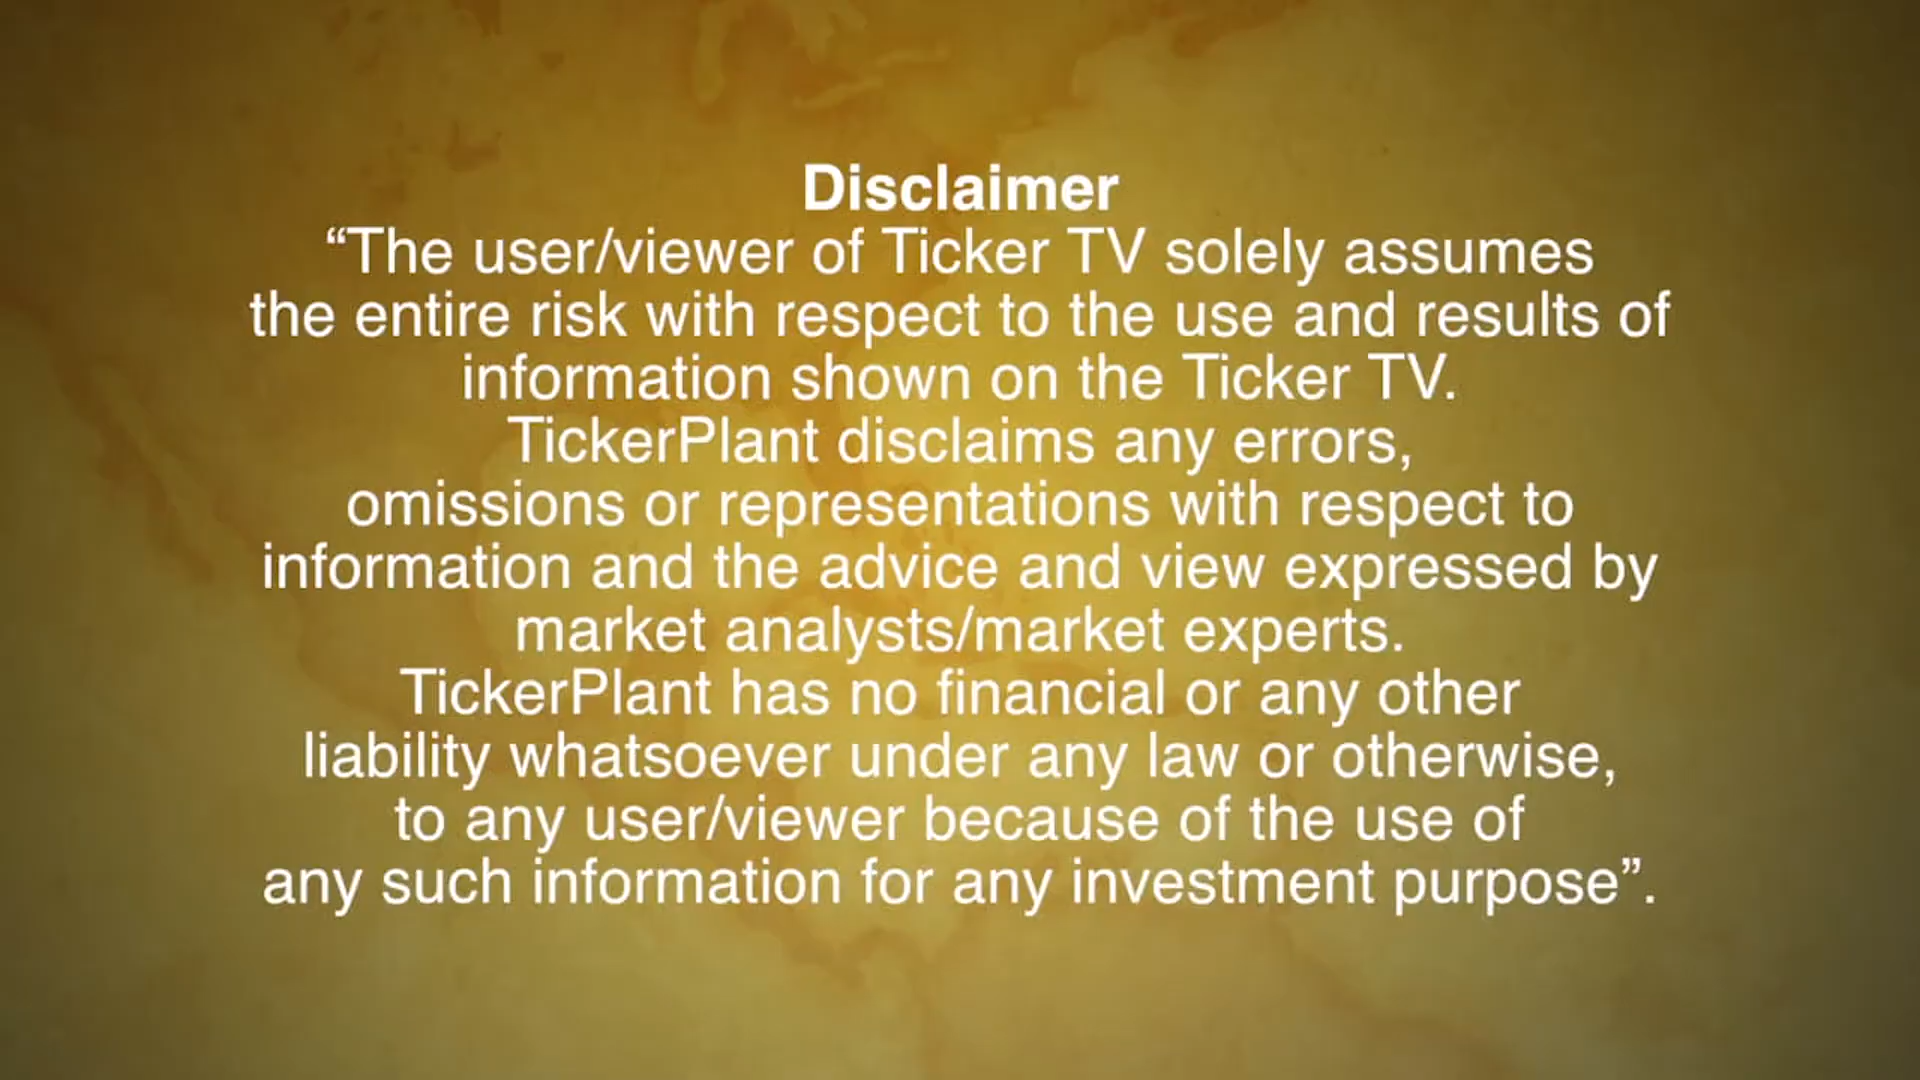 Disclaimer
“The user/viewer of Ticker TV solely assumes
the entire risk with respect to the use and results of
information shown on the Ticker TV.
TickerPlant disclaims any errors,
omissions or representations with respect to
information and the advice and view expressed by
market analysts/market experts.
TickerPlant has no financial or any other
liability whatsoever under any law or otherwise,
to any user/viewer because of the use of
any such information for any investment purpose”.